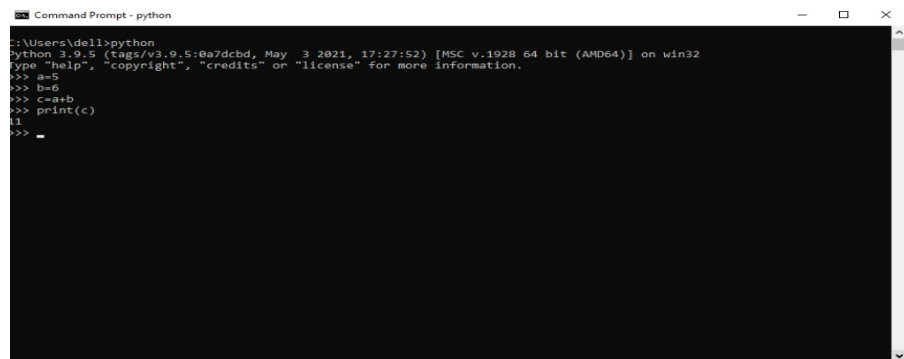 Command Prompt - python
C:\Users\dell>python
Python 3.9.5 (tags/v3.9.5:0a7dcbd, May  3 2021, 17:27:52) [MSC v.1928 64 bit (AMD64)] on win32
Type "help", "copyright", "credits" or "license" for more information.
>>> a=5
>>> b=6
>>> c=a+b
>>> print(c)
11
>>> _